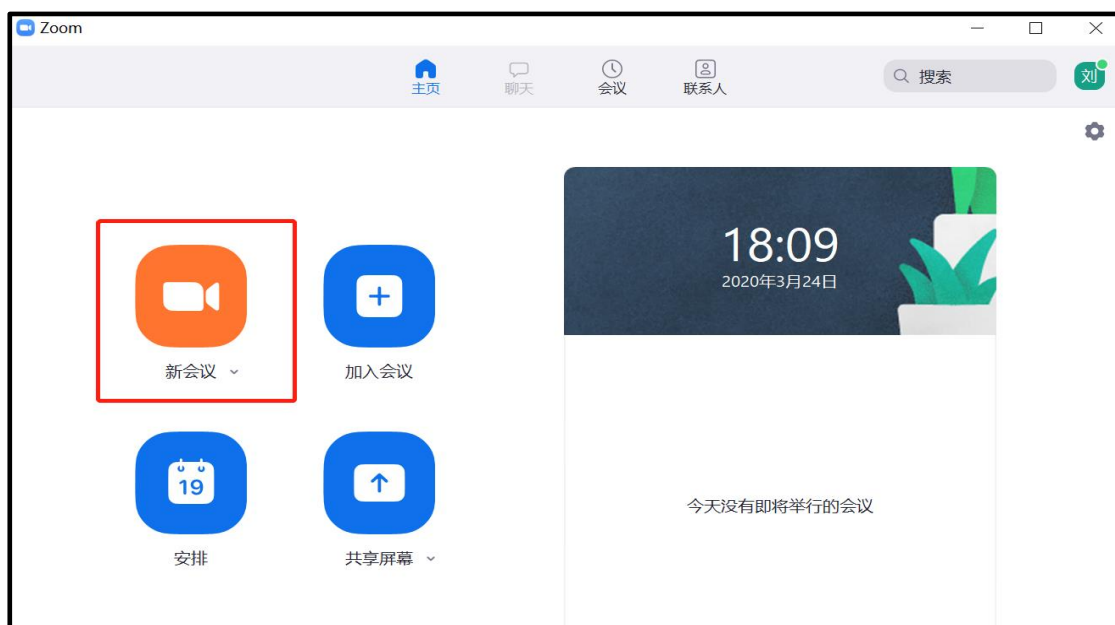 Zoom
主页
聊天
会议
联系人
搜索
刘
18:09
2020年3月24日
新会议
加入会议
19
安排
共享屏幕
今天没有即将举行的会议